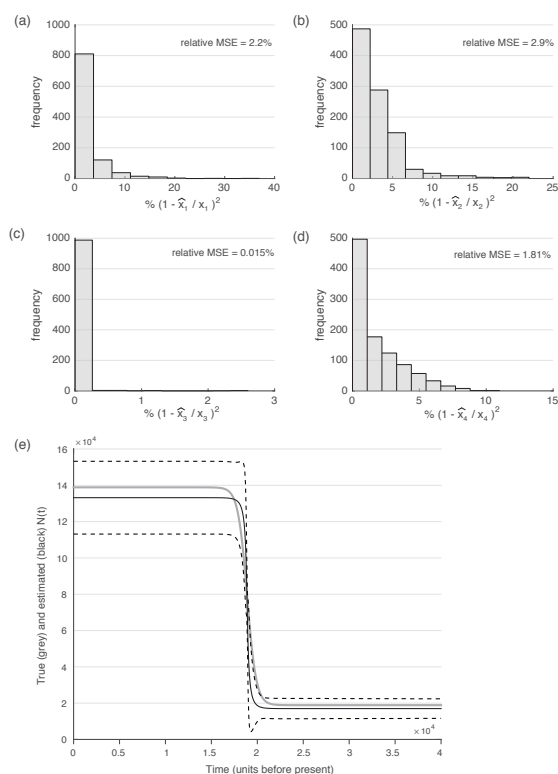 (a)
1000
800
600
400
200
0
frequency
relative MSE = 2.2%
0 10 20 30 40
% (1 - x̂₁ / x₁)²
(b)
500
400
300
200
100
0
frequency
relative MSE = 2.9%
0 5 10 15 20 25
% (1 - x̂₂ / x₂)²
(c)
1000
800
600
400
200
0
frequency
relative MSE = 0.015%
0 1 2 3
% (1 - x̂₃ / x₃)²
(d)
500
400
300
200
100
0
frequency
relative MSE = 1.81%
0 5 10 15
% (1 - x̂₄ / x₄)²
(e)
×10⁴
16
14
12
10
8
6
4
2
0
True (grey) and estimated (black) N(t)
0 0.5 1 1.5 2 2.5 3 3.5 4
×10⁴
Time (units before present)